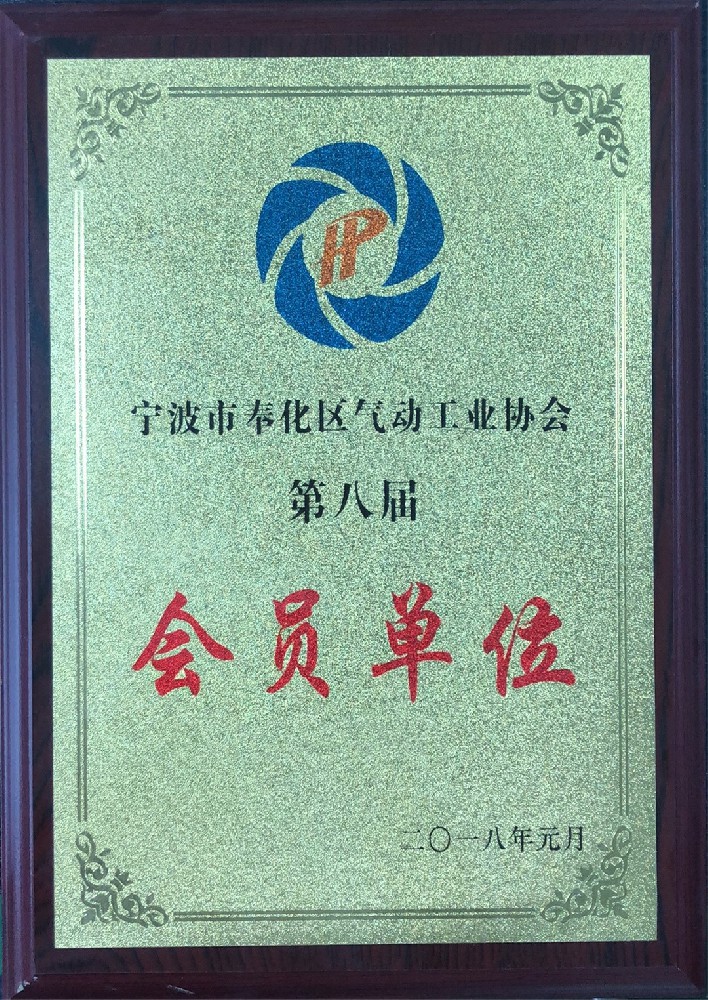 HP
宁波市奉化区气动工业协会
第八届
会员单位
二〇一八年元月